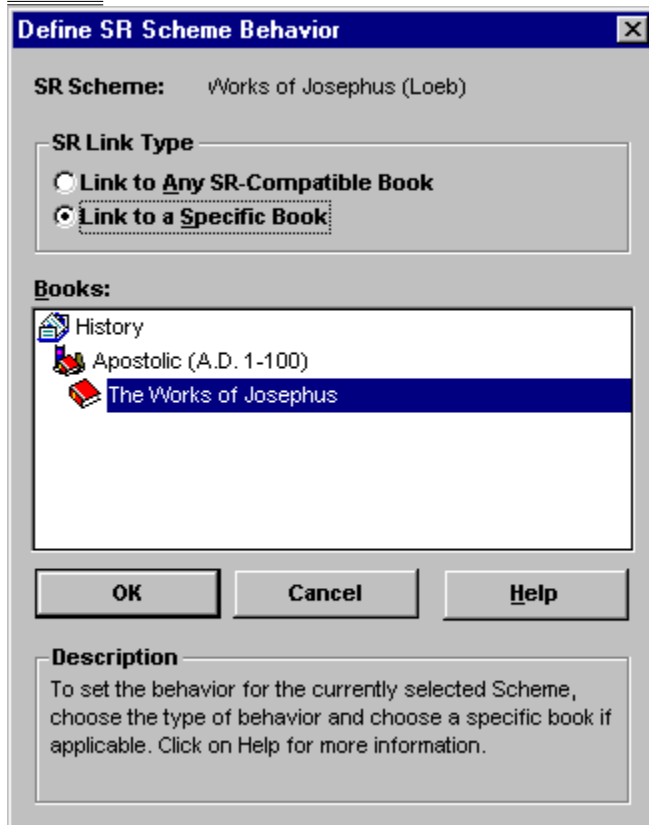 Define SR Scheme Behavior
SR Scheme: Works of Josephus (Loeb)
SR Link Type
Link to Any SR-Compatible Book
Link to a Specific Book
Books:
History
Apostolic (A.D. 1-100)
The Works of Josephus
OK Cancel Help
Description
To set the behavior for the currently selected Scheme,
choose the type of behavior and choose a specific book if
applicable. Click on Help for more information.